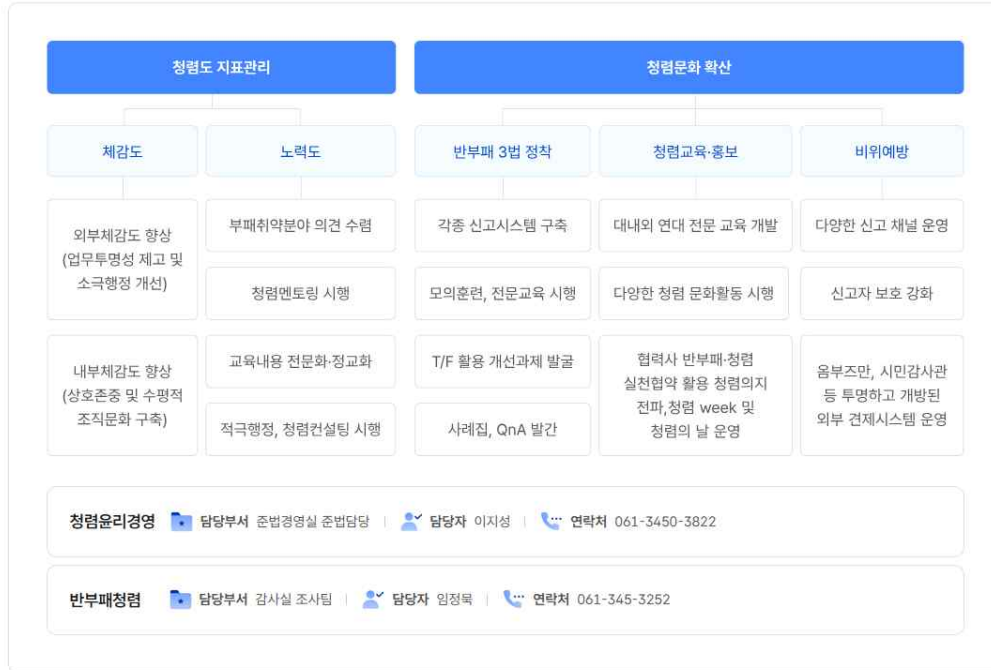 청렴도 지표관리
청렴문화 확산
체감도
노력도
반부패 3법 정착
청렴교육·홍보
비위예방
외부체감도 향상
(업무투명성 제고 및
소극행정 개선)
내부체감도 향상
(상호존중 및 수평적
조직문화 구축)
부패취약분야 의견 수렴
청렴멘토링 시행
교육내용 전문화·정교화
적극행정, 청렴컨설팅 시행
각종 신고시스템 구축
모의훈련, 전문교육 시행
T/F 활용 개선과제 발굴
사례집, QnA 발간
대내외 연대 전문 교육 개발
다양한 청렴 문화활동 시행
협력사 반부패·청렴
실천협약 활용 청렴의지
전파,청렴 week 및
청렴의 날 운영
다양한 신고 채널 운영
신고자 보호 강화
옴부즈만, 시민감사관
등 투명하고 개방된
외부 견제시스템 운영
청렴윤리경영 담당부서 준법경영실 준법담당 담당자 이지성 연락처 061-3450-3822
반부패청렴 담당부서 감사실 조사팀 담당자 임정묵 연락처 061-345-3252